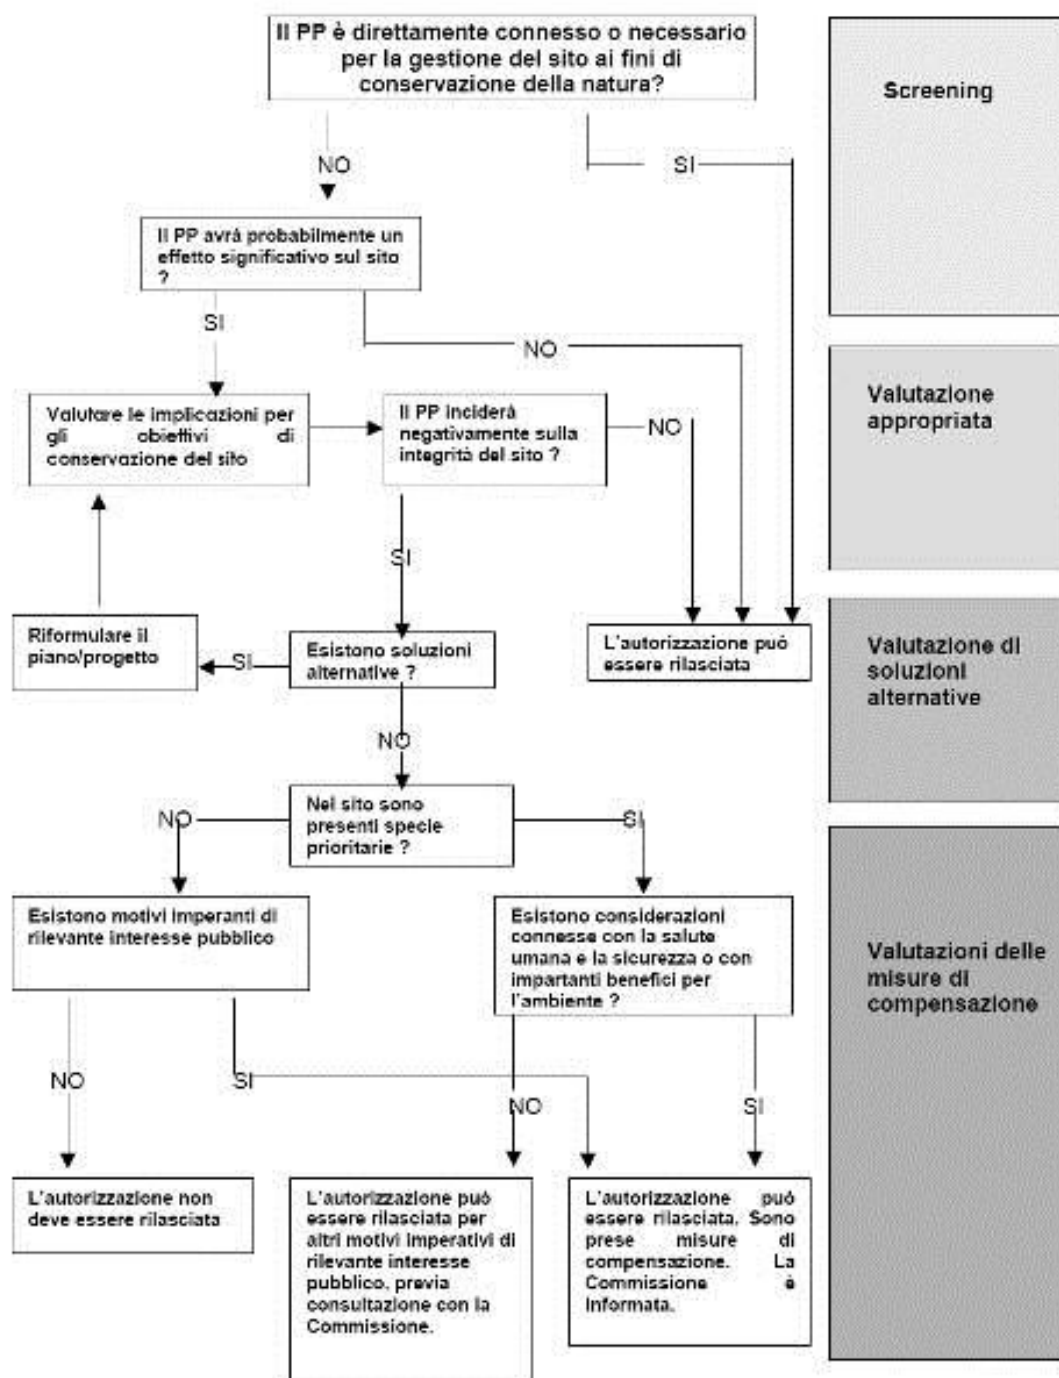 Il PP è direttamente connesso o necessario
per la gestione del sito ai fini di
conservazione della natura?
Screening
NO
SI
Il PP avrà probabilmente un
effetto significativo sul sito
?
SI
NO
Valutare le implicazioni per
gli obiettivi di
conservazione del sito
Il PP inciderà
negativamente sulla
integrità del sito ?
NO
Valutazione
appropriata
SI
Riformulare il
piano/progetto
SI
Esistono soluzioni
alternative ?
L'autorizzazione può
essere rilasciata
Valutazione di
soluzioni
alternative
NO
Nel sito sono
presenti specie
prioritarie ?
NO
SI
Esistono motivi imperanti di
rilevante interesse pubblico
Esistono considerazioni
connesse con la salute
umana e la sicurezza o con
impartanti benefici per
l'ambiente ?
Valutazioni delle
misure di
compensazione
NO
SI
NO
SI
L'autorizzazione non
deve essere rilasciata
L'autorizzazione può
essere rilasciata per
altri motivi imperativi di
rilevante interesse
pubblico, previa
consultazione con la
Commissione.
L'autorizzazione può
essere rilasciata. Sono
prese misure di
compensazione. La
Commissione è
informata.